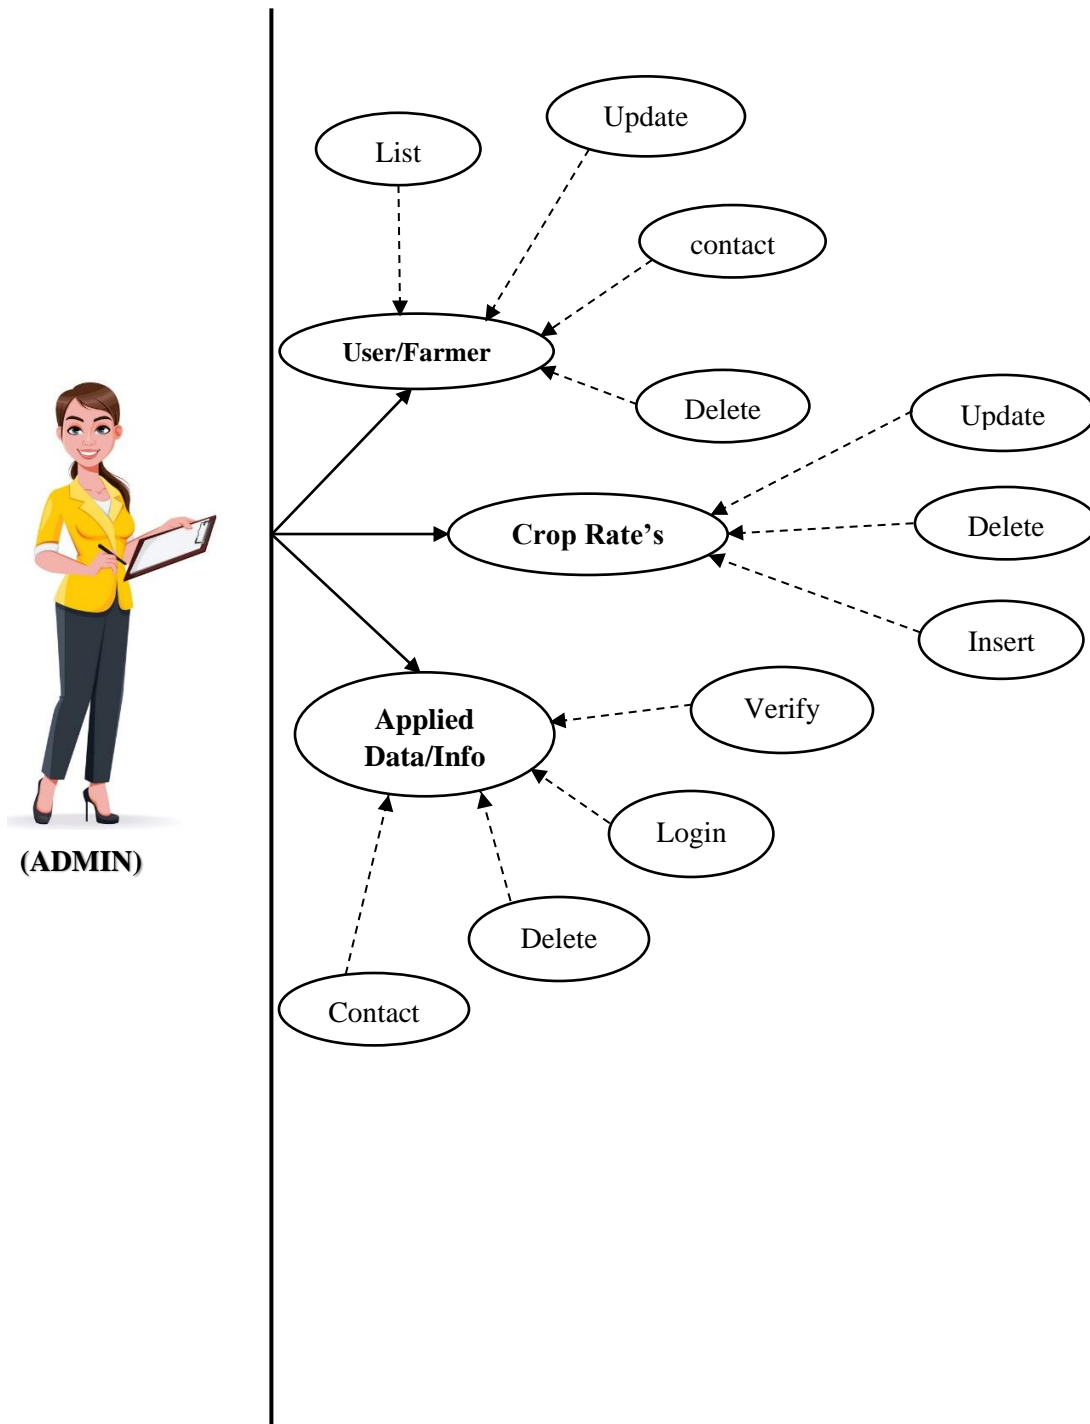 Update
List
contact
User/Farmer
Delete
Update
Crop Rate’s
Delete
Insert
Verify
Applied
Data/Info
Login
(ADMIN)
Delete
Contact